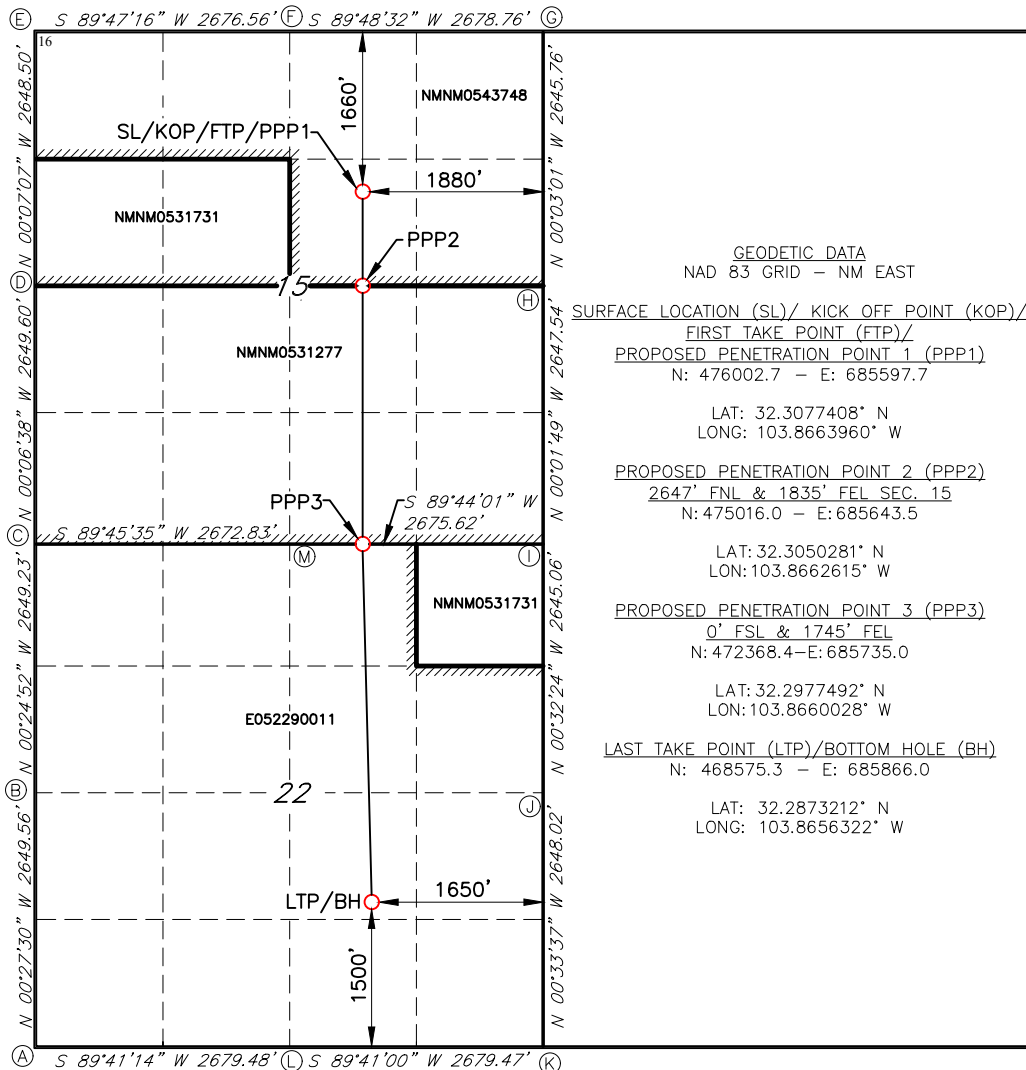 E S 89°47'16" W 2676.56' F S 89°48'32" W 2678.76' G
16
N 00°07'07" W 2648.50'
N 00°03'01" W 2645.76'
NMNM0543748
1660'
SL/KOP/FTP/PPP1
1880'
NMNM0531731
PPP2
D
15
H
N 00°06'38" W 2649.60'
N 00°01'49" W 2647.54'
NMNM0531277
PPP3
S 89°44'01" W
2675.62'
C S 89°45'35" W 2672.83'
M
I
N 00°24'52" W 2649.23'
N 00°32'24" W 2645.06'
NMNM0531731
E052290011
B
22
J
N 00°27'30" W 2649.56'
N 00°33'37" W 2648.02'
LTP/BH
1650'
1500'
A S 89°41'14" W 2679.48' L S 89°41'00" W 2679.47' K
GEODETIC DATA
NAD 83 GRID – NM EAST
SURFACE LOCATION (SL)/ KICK OFF POINT (KOP)/
FIRST TAKE POINT (FTP)/
PROPOSED PENETRATION POINT 1 (PPP1)
N: 476002.7 – E: 685597.7
LAT: 32.3077408° N
LONG: 103.8663960° W
PROPOSED PENETRATION POINT 2 (PPP2)
2647' FNL & 1835' FEL SEC. 15
N: 475016.0 – E: 685643.5
LAT: 32.3050281° N
LON: 103.8662615° W
PROPOSED PENETRATION POINT 3 (PPP3)
0' FSL & 1745' FEL
N: 472368.4–E: 685735.0
LAT: 32.2977492° N
LON: 103.8660028° W
LAST TAKE POINT (LTP)/BOTTOM HOLE (BH)
N: 468575.3 – E: 685866.0
LAT: 32.2873212° N
LONG: 103.8656322° W